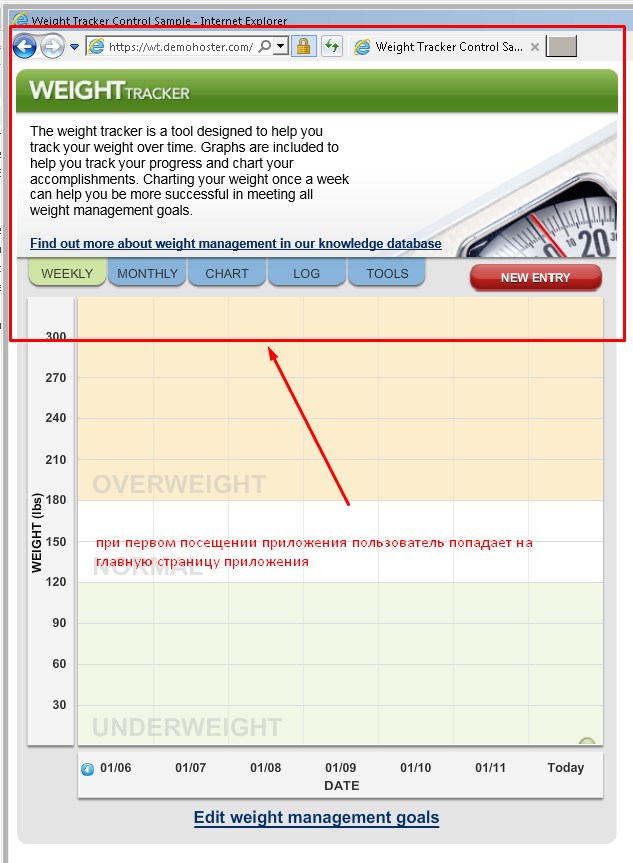 Weight Tracker Control Sample - Internet Explorer
https://wt.demohoster.com/
Weight Tracker Control Sa...
WEIGHT TRACKER
The weight tracker is a tool designed to help you
track your weight over time. Graphs are included to
help you track your progress and chart your
accomplishments. Charting your weight once a week
can help you be more successful in meeting all
weight management goals.
Find out more about weight management in our knowledge database
10
20
WEEKLY MONTHLY CHART LOG TOOLS NEW ENTRY
300
270
240
210
OVERWEIGHT
180
WEIGHT (lbs)
150
при первом посещении приложения пользователь попадает на
главную страницу приложения
NORMAL
120
90
60
30
UNDERWEIGHT
01/06 01/07 01/08 01/09 01/10 01/11 Today
DATE
Edit weight management goals